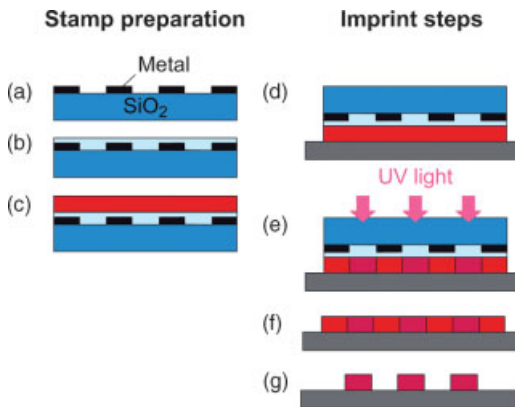 Stamp preparation
Imprint steps
Metal
(a)
SiO₂
(b)
(c)
(d)
UV light
(e)
(f)
(g)